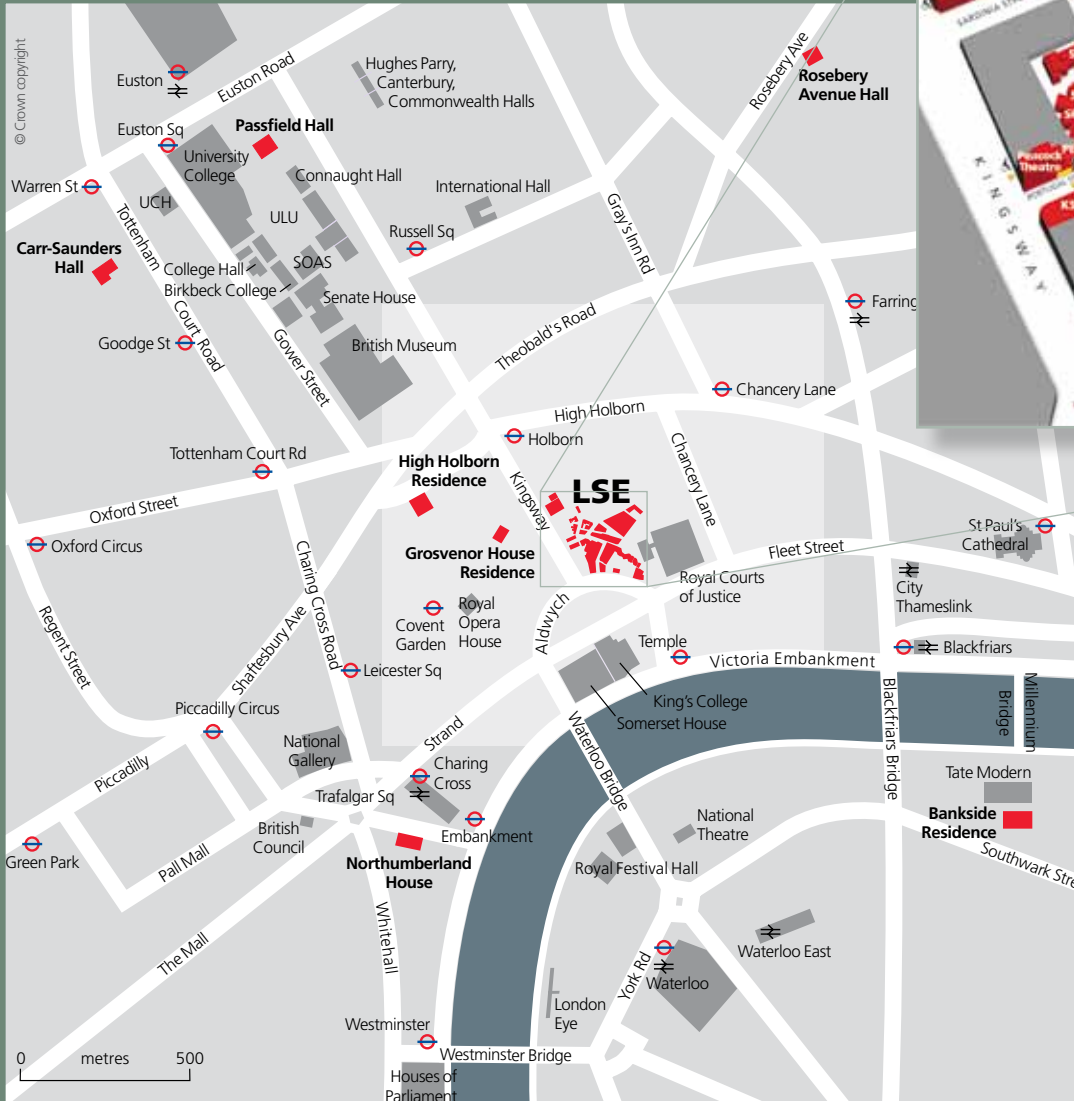 © Crown copyright
Euston
Euston Road
Hughes Parry,
Canterbury,
Commonwealth Halls
Rosebery Ave
Rosebery
Avenue Hall
SARDINIA
Euston Sq
Passfield Hall
University
College
Connaught Hall
Warren St
UCH
ULU
International Hall
Peacock
Theatre
PORTUGAL
KINGSWAY
Tottenham Court Road
Russell Sq
Gray's Inn Rd
Carr-Saunders
Hall
College Hall
SOAS
Birkbeck College
Senate House
Goodge St
Gower Street
British Museum
Theobald's Road
Farring
Chancery Lane
High Holborn
Holborn
Tottenham Court Rd
High Holborn
Residence
Kingsway
LSE
Chancery Lane
Oxford Street
Oxford Circus
Grosvenor House
Residence
Fleet Street
St Paul's
Cathedral
Royal Courts
of Justice
City
Thameslink
Charing Cross Road
Covent
Garden
Royal
Opera
House
Aldwych
Temple
Regent Street
Shaftesbury Ave
Leicester Sq
Victoria Embankment
Blackfriars
King's College
Somerset House
Millennium
Bridge
Piccadilly Circus
National
Gallery
Strand
Waterloo Bridge
Blackfriars Bridge
Piccadilly
Charing
Cross
Trafalgar Sq
Tate Modern
National
Theatre
Bankside
Residence
British
Council
Embankment
Green Park
Pall Mall
Northumberland
House
Royal Festival Hall
Southwark Stre
The Mall
Whitehall
Waterloo East
York Rd
Waterloo
London
Eye
Westminster
Westminster Bridge
0 metres 500
Houses of
Parliament